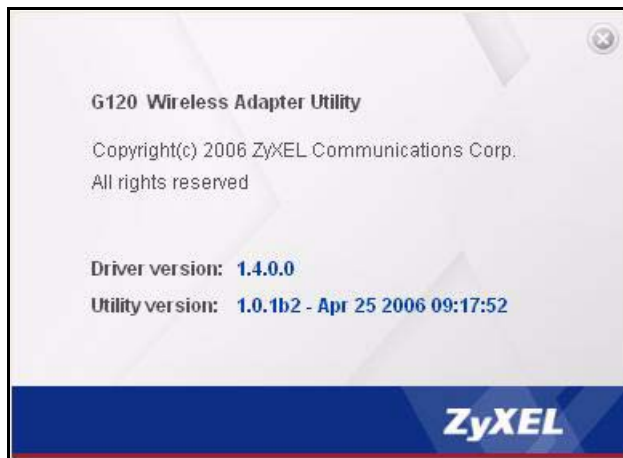 G120 Wireless Adapter Utility
Copyright(c) 2006 ZyXEL Communications Corp.
All rights reserved
Driver version: 1.4.0.0
Utility version: 1.0.1b2 - Apr 25 2006 09:17:52
ZyXEL